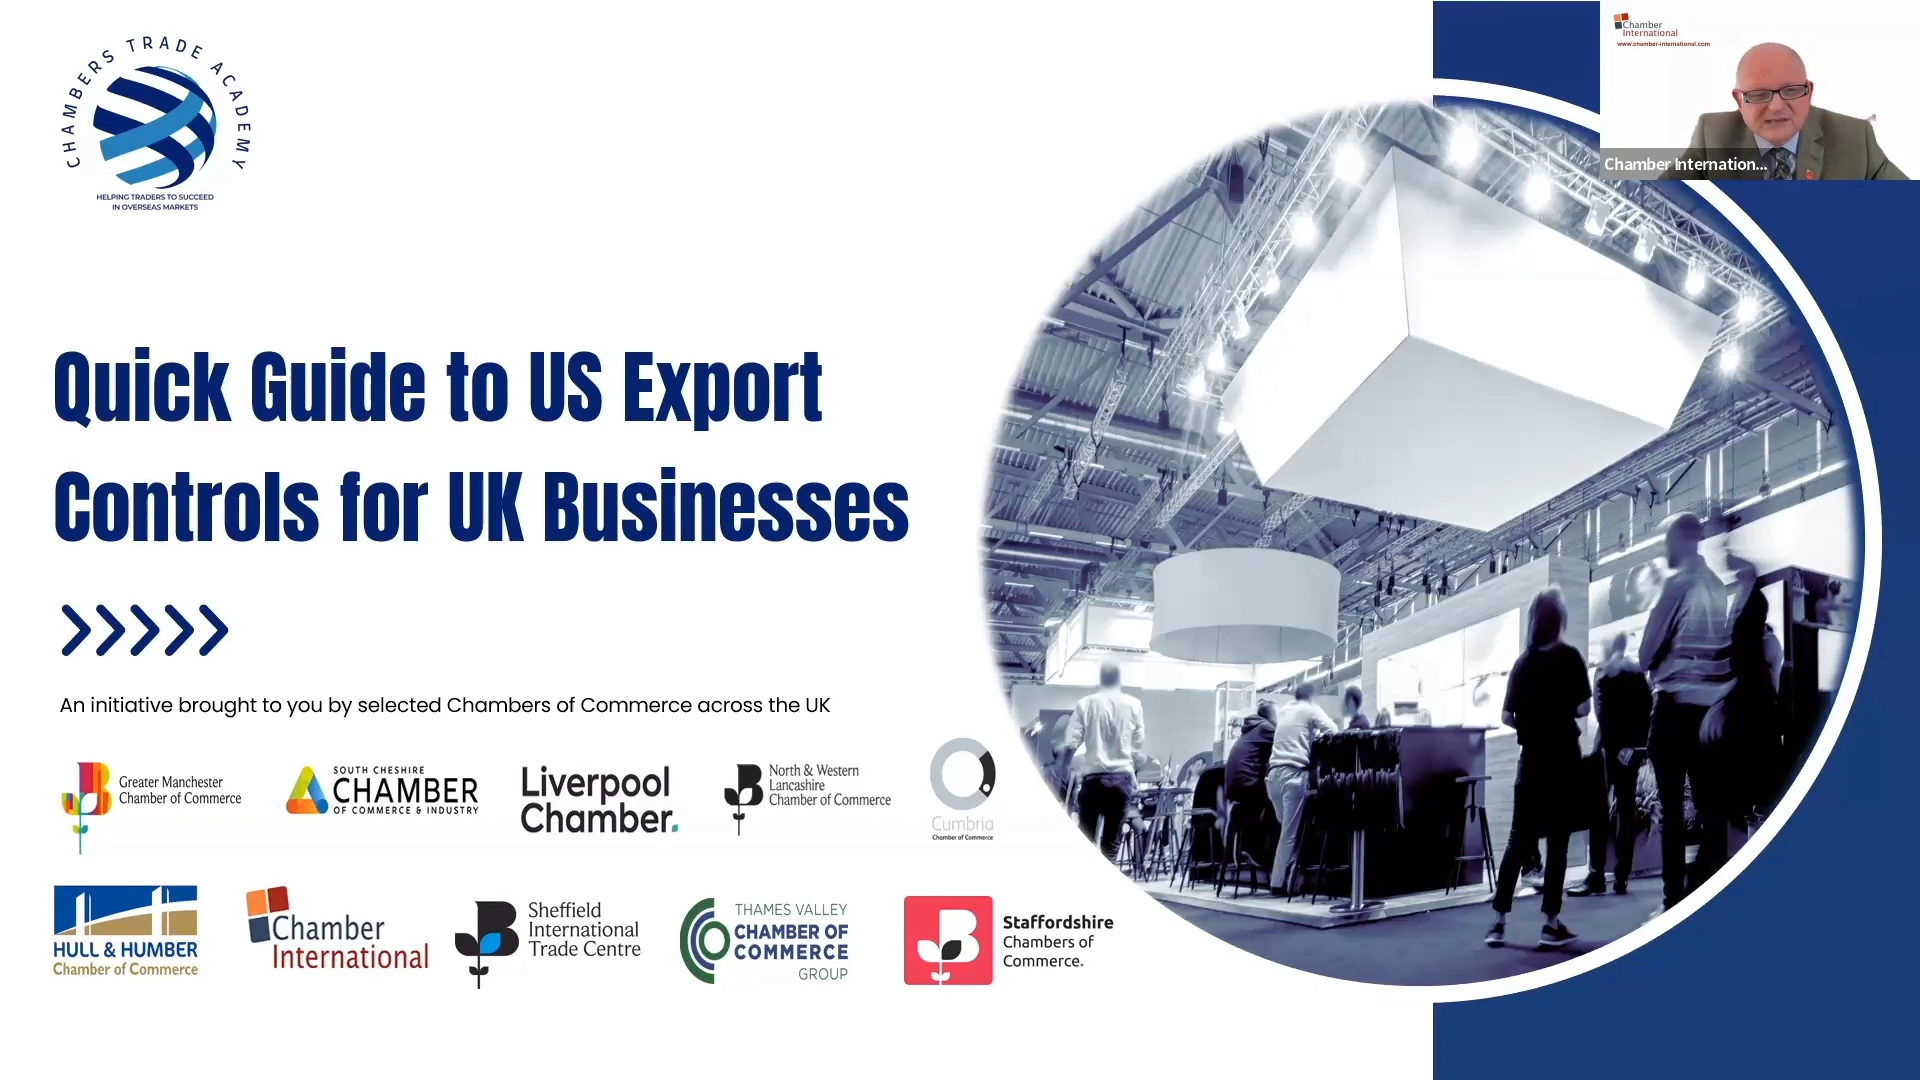 CHAMBERS TRADE ACADEMY
HELPING TRADERS TO SUCCEED
IN OVERSEAS MARKETS
Chamber
International
www.chamber-international.com
Chamber Internation...
Quick Guide to US Export
Controls for UK Businesses
An initiative brought to you by selected Chambers of Commerce across the UK
Greater Manchester
Chamber of Commerce
SOUTH CHESHIRE
CHAMBER
OF COMMERCE & INDUSTRY
Liverpool
Chamber.
North & Western
Lancashire
Chamber of Commerce
Cumbria
Chamber of Commerce
HULL & HUMBER
Chamber of Commerce
Chamber
International
Sheffield
International
Trade Centre
THAMES VALLEY
CHAMBER OF
COMMERCE
GROUP
Staffordshire
Chambers of
Commerce.